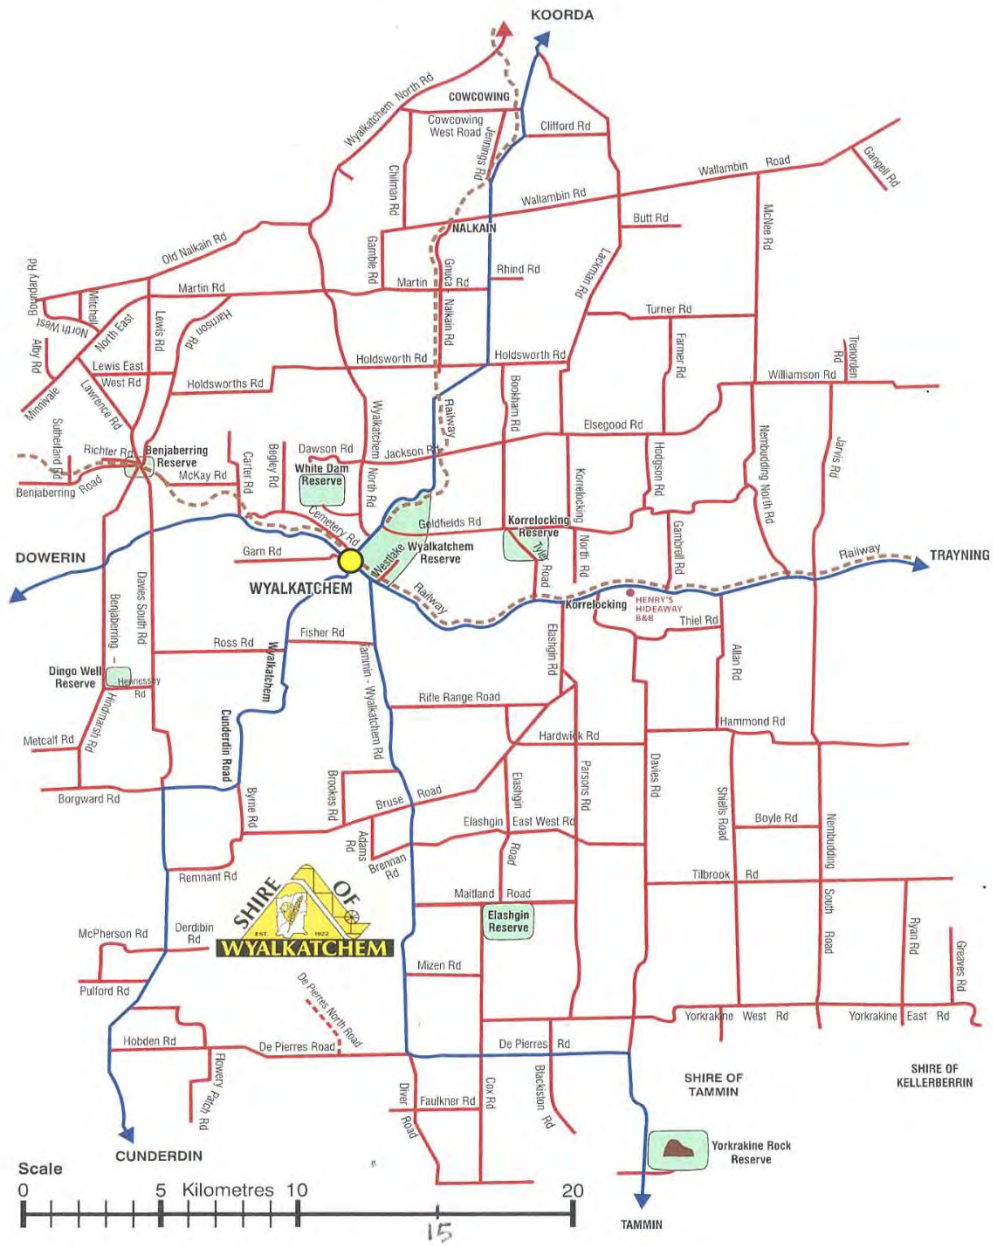 KOORDA
Wyalkatchem North Rd
COWCOWING
Cowcowing
West Road
Jennings Rd
Clifford Rd
Chilman Rd
Wallambin Road
Gangell Rd
Wallambin Rd
McNee Rd
Butt Rd
NALKAIN
Old Nalkain Rd
Gamble Rd
Gnuca - Nalkain Rd
Lackman Rd
Boundary Rd
Mitchell
Martin Rd
Martin Rd
Rhind Rd
North West
North East
Lewis Rd
Harrison Rd
Turner Rd
Alby Rd
Farmer Rd
Trenorden
Rd
Lewis East
West Rd
Holdsworth Rd
Holdsworth Rd
Minnivale
Lawrence Rd
Holdsworths Rd
Bookham Rd
Williamson Rd
Sutherland Rd
Wyalkatchem
North Rd
Railway
Elsegood Rd
Richter Rd
Benjaberring
Reserve
Carter Rd
Begley Rd
Dawson Rd
Jackson Rd
White Dam
Reserve
Korrelocking
North Rd
Hodgson Rd
Nembudding North Rd
Jarvis Rd
Benjaberring Road
McKay Rd
Cemetery Rd
Goldfields Rd
Korrelocking
Reserve
Gambrell Rd
Garn Rd
Westlake
Wyalkatchem
Reserve
Tyler Road
Railway
DOWERIN
TRAYNING
WYALKATCHEM
Railway
Korrelocking
HENRY'S
HIDEAWAY
B&B
Benjaberring –
Hindmarsh Rd
Davies South Rd
Thiel Rd
Ross Rd
Wyalkatchem
Cunderdin Road
Fisher Rd
Tammin - Wyalkatchem Rd
Elashgin Rd
Allan Rd
Dingo Well
Reserve
Hennessey
Rd
Rifle Range Road
Metcalf Rd
Hardwick Rd
Hammond Rd
Borgward Rd
Byrne Rd
Brookes Rd
Bruse Road
Elashgin
Road
Parsons Rd
Davies Rd
Shiells Road
Nembudding
South Road
Adams
Rd
Elashgin East West Rd
Boyle Rd
Brennan
Rd
Remnant Rd
Tilbrook Rd
SHIRE OF
EST. 1922
WYALKATCHEM
Maitland Road
Elashgin
Reserve
Ryan Rd
Greaves Rd
McPherson Rd
Derdibin
Rd
Mizen Rd
Pulford Rd
De Pierres North Road
Yorkrakine West Rd
Yorkrakine East Rd
Hobden Rd
De Pierres Road
De Pierres Rd
Flowery Patch Rd
Diver Road
Faulkner Rd
Cox Rd
Blackiston Rd
SHIRE OF
TAMMIN
SHIRE OF
KELLERBERRIN
CUNDERDIN
Yorkrakine Rock
Reserve
Scale
0 5 Kilometres 10 20
15
TAMMIN